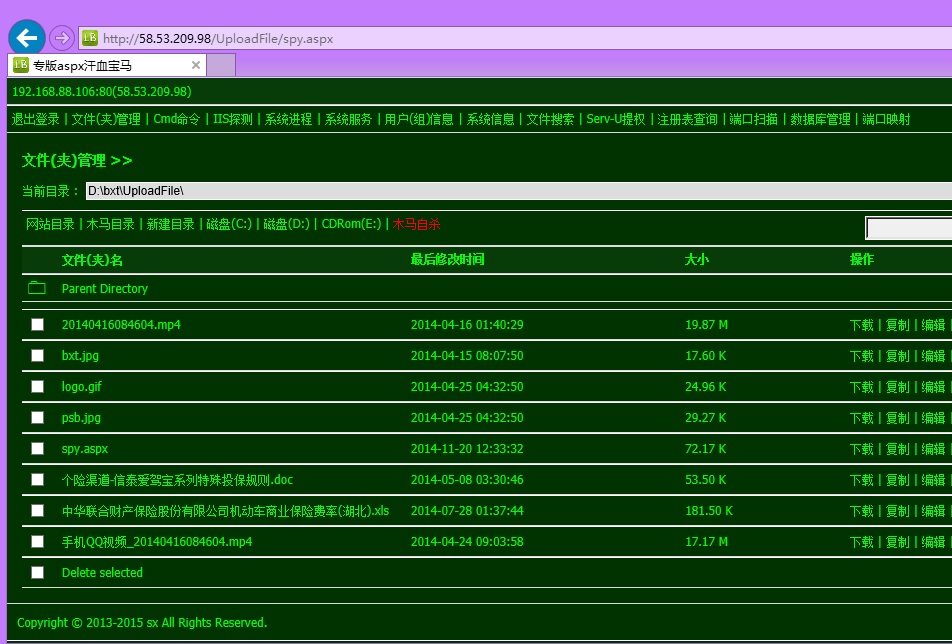 http://58.53.209.98/UploadFile/spy.aspx
LB 专版aspx汗血宝马
192.168.88.106:80(58.53.209.98)
退出登录 | 文件(夹)管理 | Cmd命令 | IIS探测 | 系统进程 | 系统服务 | 用户(组)信息 | 系统信息 | 文件搜索 | Serv-U提权 | 注册表查询 | 端口扫描 | 数据库管理 | 端口映射
文件(夹)管理 >>
当前目录： D:\bxt\UploadFile\
网站目录 | 木马目录 | 新建目录 | 磁盘(C:) | 磁盘(D:) | CDRom(E:) | 木马自杀
文件(夹)名 最后修改时间 大小 操作
Parent Directory
20140416084604.mp4 2014-04-16 01:40:29 19.87 M 下载 | 复制 | 编辑
bxt.jpg 2014-04-15 08:07:50 17.60 K 下载 | 复制 | 编辑
logo.gif 2014-04-25 04:32:50 24.96 K 下载 | 复制 | 编辑
psb.jpg 2014-04-25 04:32:50 29.27 K 下载 | 复制 | 编辑
spy.aspx 2014-11-20 12:33:32 72.17 K 下载 | 复制 | 编辑
个险渠道-信泰爱驾宝系列特殊投保规则.doc 2014-05-08 03:30:46 53.50 K 下载 | 复制 | 编辑
中华联合财产保险股份有限公司机动车商业保险费率(湖北).xls 2014-07-28 01:37:44 181.50 K 下载 | 复制 | 编辑
手机QQ视频_20140416084604.mp4 2014-04-24 09:03:58 17.17 M 下载 | 复制 | 编辑
Delete selected
Copyright © 2013-2015 sx All Rights Reserved.